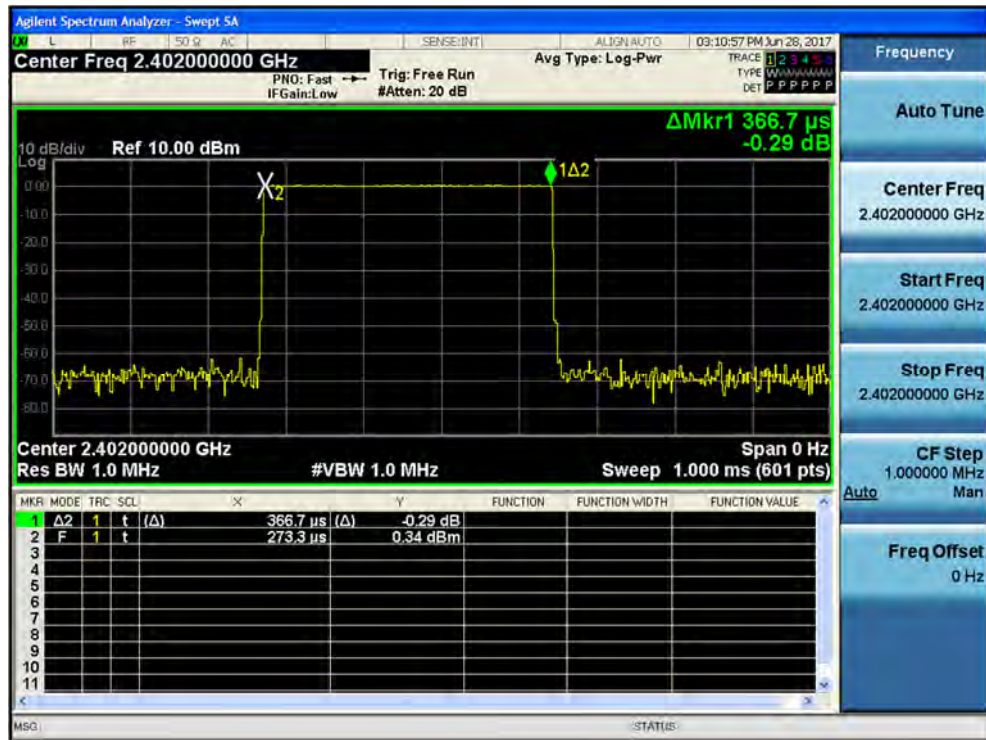 Agilent Spectrum Analyzer - Swept SA
L RF 50 Ω AC SENSE:INT ALIGN AUTO 03:10:57 PM Jun 28, 2017
Center Freq 2.402000000 GHz
PNO: Fast
IFGain:Low
Trig: Free Run
#Atten: 20 dB
Avg Type: Log-Pwr
TRACE 1 2 3 4 5 6
TYPE WWWWWW
DET P P P P P P
ΔMkr1 366.7 µs
-0.29 dB
10 dB/div Ref 10.00 dBm
Log
0.00
-10.0
-20.0
-30.0
-40.0
-50.0
-60.0
-70.0
-80.0
X2
1Δ2
Center 2.402000000 GHz Span 0 Hz
Res BW 1.0 MHz #VBW 1.0 MHz Sweep 1.000 ms (601 pts)
MKR MODE TRC SCL X Y FUNCTION FUNCTION WIDTH FUNCTION VALUE
1 Δ2 1 t (Δ) 366.7 µs (Δ) -0.29 dB
2 F 1 t 273.3 µs 0.34 dBm
3
4
5
6
7
8
9
10
11
MSG STATUS
Frequency
Auto Tune
Center Freq
2.402000000 GHz
Start Freq
2.402000000 GHz
Stop Freq
2.402000000 GHz
CF Step
1.000000 MHz
Auto Man
Freq Offset
0 Hz